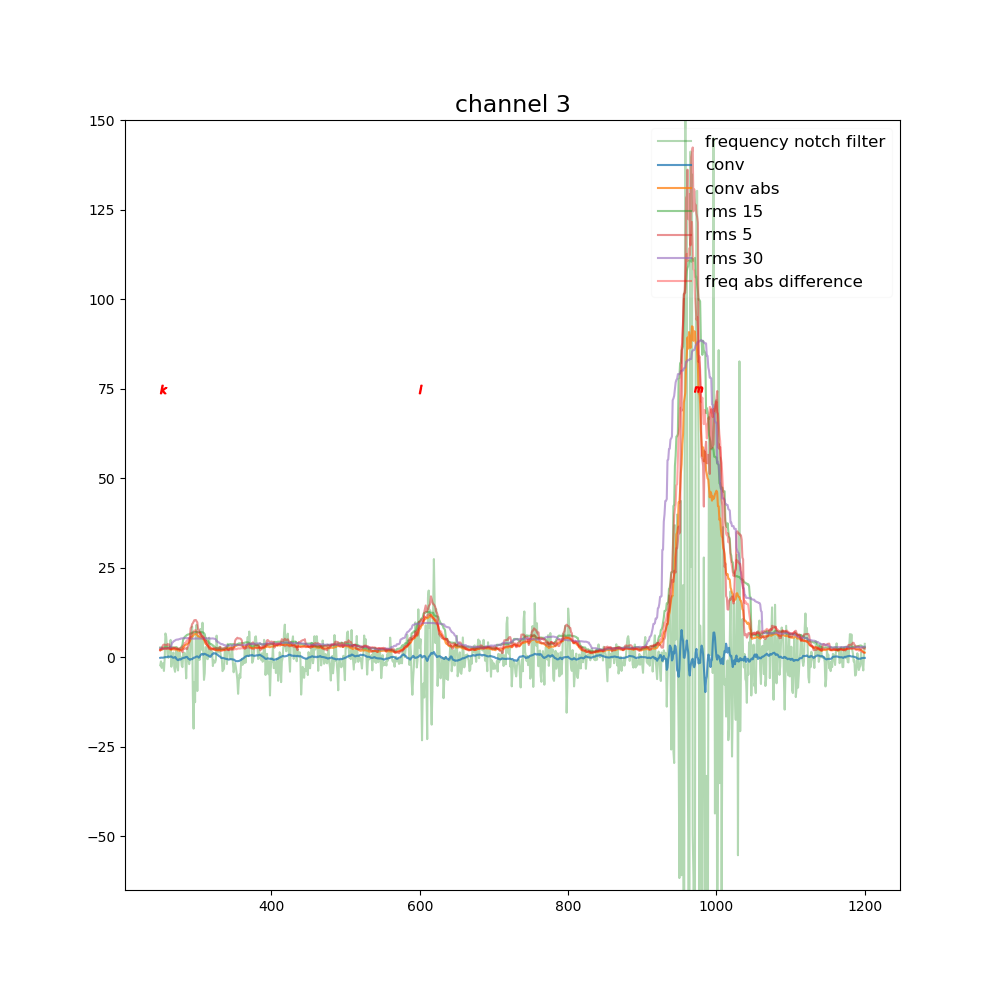 channel 3
150
125
100
75
50
25
0
−25
−50
frequency notch filter
conv
conv abs
rms 15
rms 5
rms 30
freq abs difference
k l m
400 600 800 1000 1200